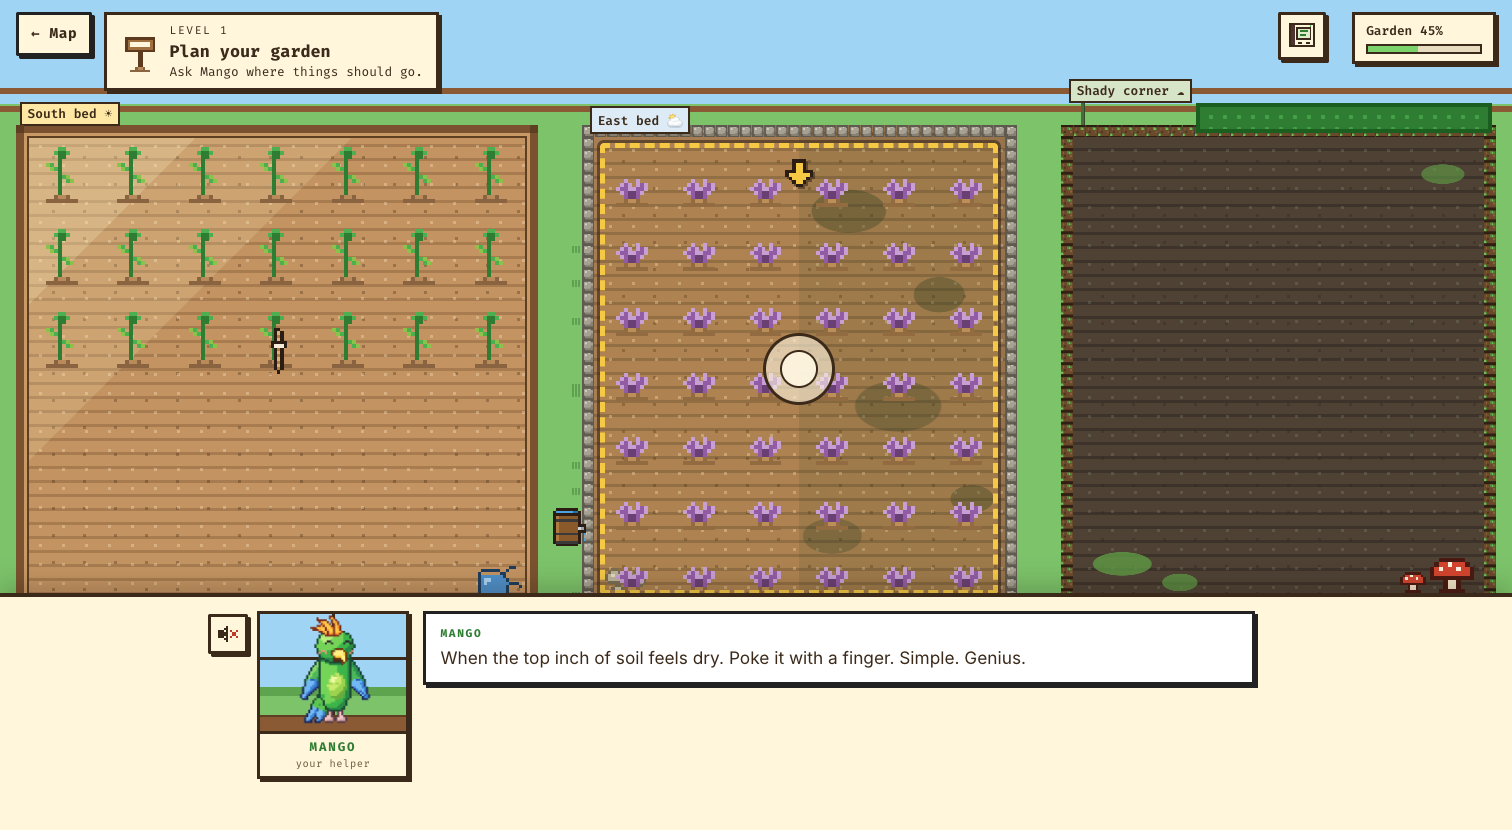 ← Map
LEVEL 1
Plan your garden
Ask Mango where things should go.
Garden 45%
South bed ☀
East bed ⛅
Shady corner ☁
MANGO
When the top inch of soil feels dry. Poke it with a finger. Simple. Genius.
MANGO
your helper